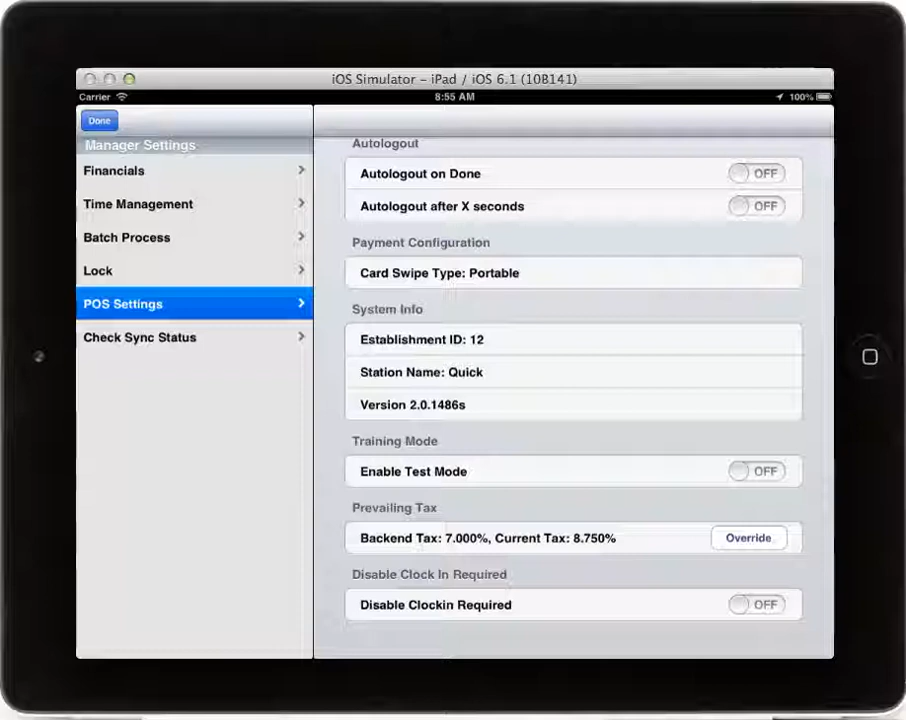 iOS Simulator – iPad / iOS 6.1 (10B141)
Carrier 8:55 AM 100%
Done
Manager Settings
Financials
Time Management
Batch Process
Lock
POS Settings
Check Sync Status
Autologout
Autologout on Done OFF
Autologout after X seconds OFF
Payment Configuration
Card Swipe Type: Portable
System Info
Establishment ID: 12
Station Name: Quick
Version 2.0.1486s
Training Mode
Enable Test Mode OFF
Prevailing Tax
Backend Tax: 7.000%, Current Tax: 8.750% Override
Disable Clock In Required
Disable Clockin Required OFF